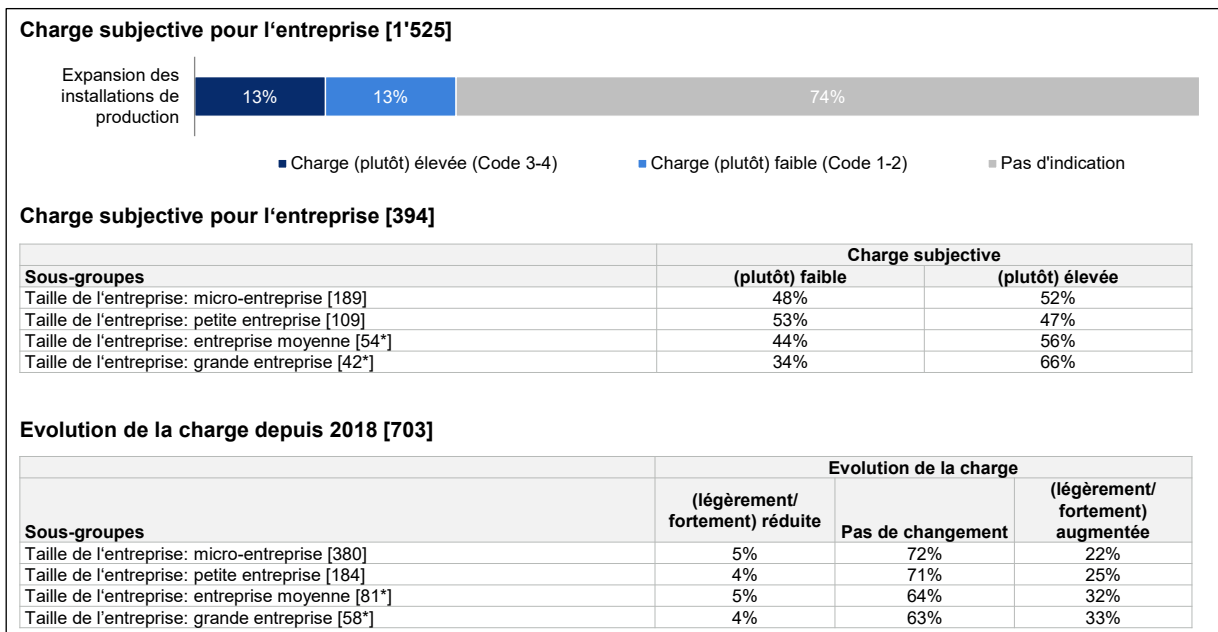 Charge subjective pour l‘entreprise [1'525]
Expansion des
installations de
production
13% 13% 74%
Charge (plutôt) élevée (Code 3-4) Charge (plutôt) faible (Code 1-2) Pas d'indication
Charge subjective pour l‘entreprise [394]
Charge subjective
Sous-groupes (plutôt) faible (plutôt) élevée
Taille de l‘entreprise: micro-entreprise [189] 48% 52%
Taille de l‘entreprise: petite entreprise [109] 53% 47%
Taille de l‘entreprise: entreprise moyenne [54*] 44% 56%
Taille de l‘entreprise: grande entreprise [42*] 34% 66%
Evolution de la charge depuis 2018 [703]
Evolution de la charge
Sous-groupes (légèrement/ fortement) réduite Pas de changement (légèrement/ fortement) augmentée
Taille de l‘entreprise: micro-entreprise [380] 5% 72% 22%
Taille de l‘entreprise: petite entreprise [184] 4% 71% 25%
Taille de l‘entreprise: entreprise moyenne [81*] 5% 64% 32%
Taille de l’entreprise: grande entreprise [58*] 4% 63% 33%